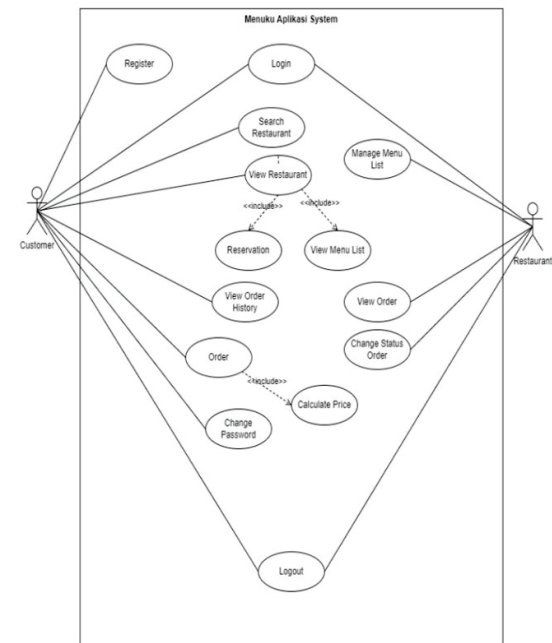 Menuku Aplikasi System
Register
Login
Search
Restaurant
Manage Menu
List
View Restaurant
<<include>>
<<include>>
Customer
Restaurant
Reservation
View Menu List
View Order
History
View Order
Order
Change Status
Order
<<include>>
Calculate Price
Change
Password
Logout